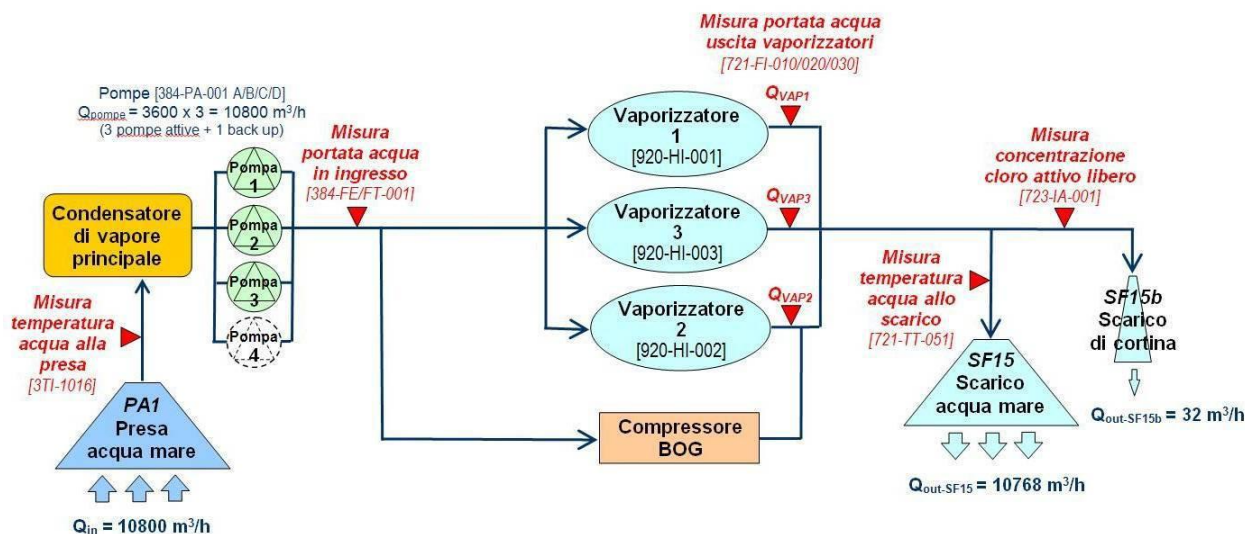 Misura portata acqua
uscita vaporizzatori
[721-FI-010/020/030]
Pompe [384-PA-001 A/B/C/D]
Qpompe = 3600 x 3 = 10800 m³/h
(3 pompe attive + 1 back up)
Misura
portata acqua
in ingresso
[384-FE/FT-001]
Pompa
1
Pompa
2
Pompa
3
Pompa
4
Condensatore
di vapore
principale
Misura
temperatura
acqua alla
presa
[3TI-1016]
PA1
Presa
acqua mare
Qin = 10800 m³/h
Vaporizzatore
1
[920-HI-001]
QVAP1
Vaporizzatore
3
[920-HI-003]
QVAP3
Vaporizzatore
2
[920-HI-002]
QVAP2
Compressore
BOG
Misura
concentrazione
cloro attivo libero
[723-IA-001]
Misura
temperatura
acqua allo
scarico
[721-TT-051]
SF15
Scarico
acqua mare
Qout-SF15 = 10768 m³/h
SF15b
Scarico
di cortina
Qout-SF15b = 32 m³/h